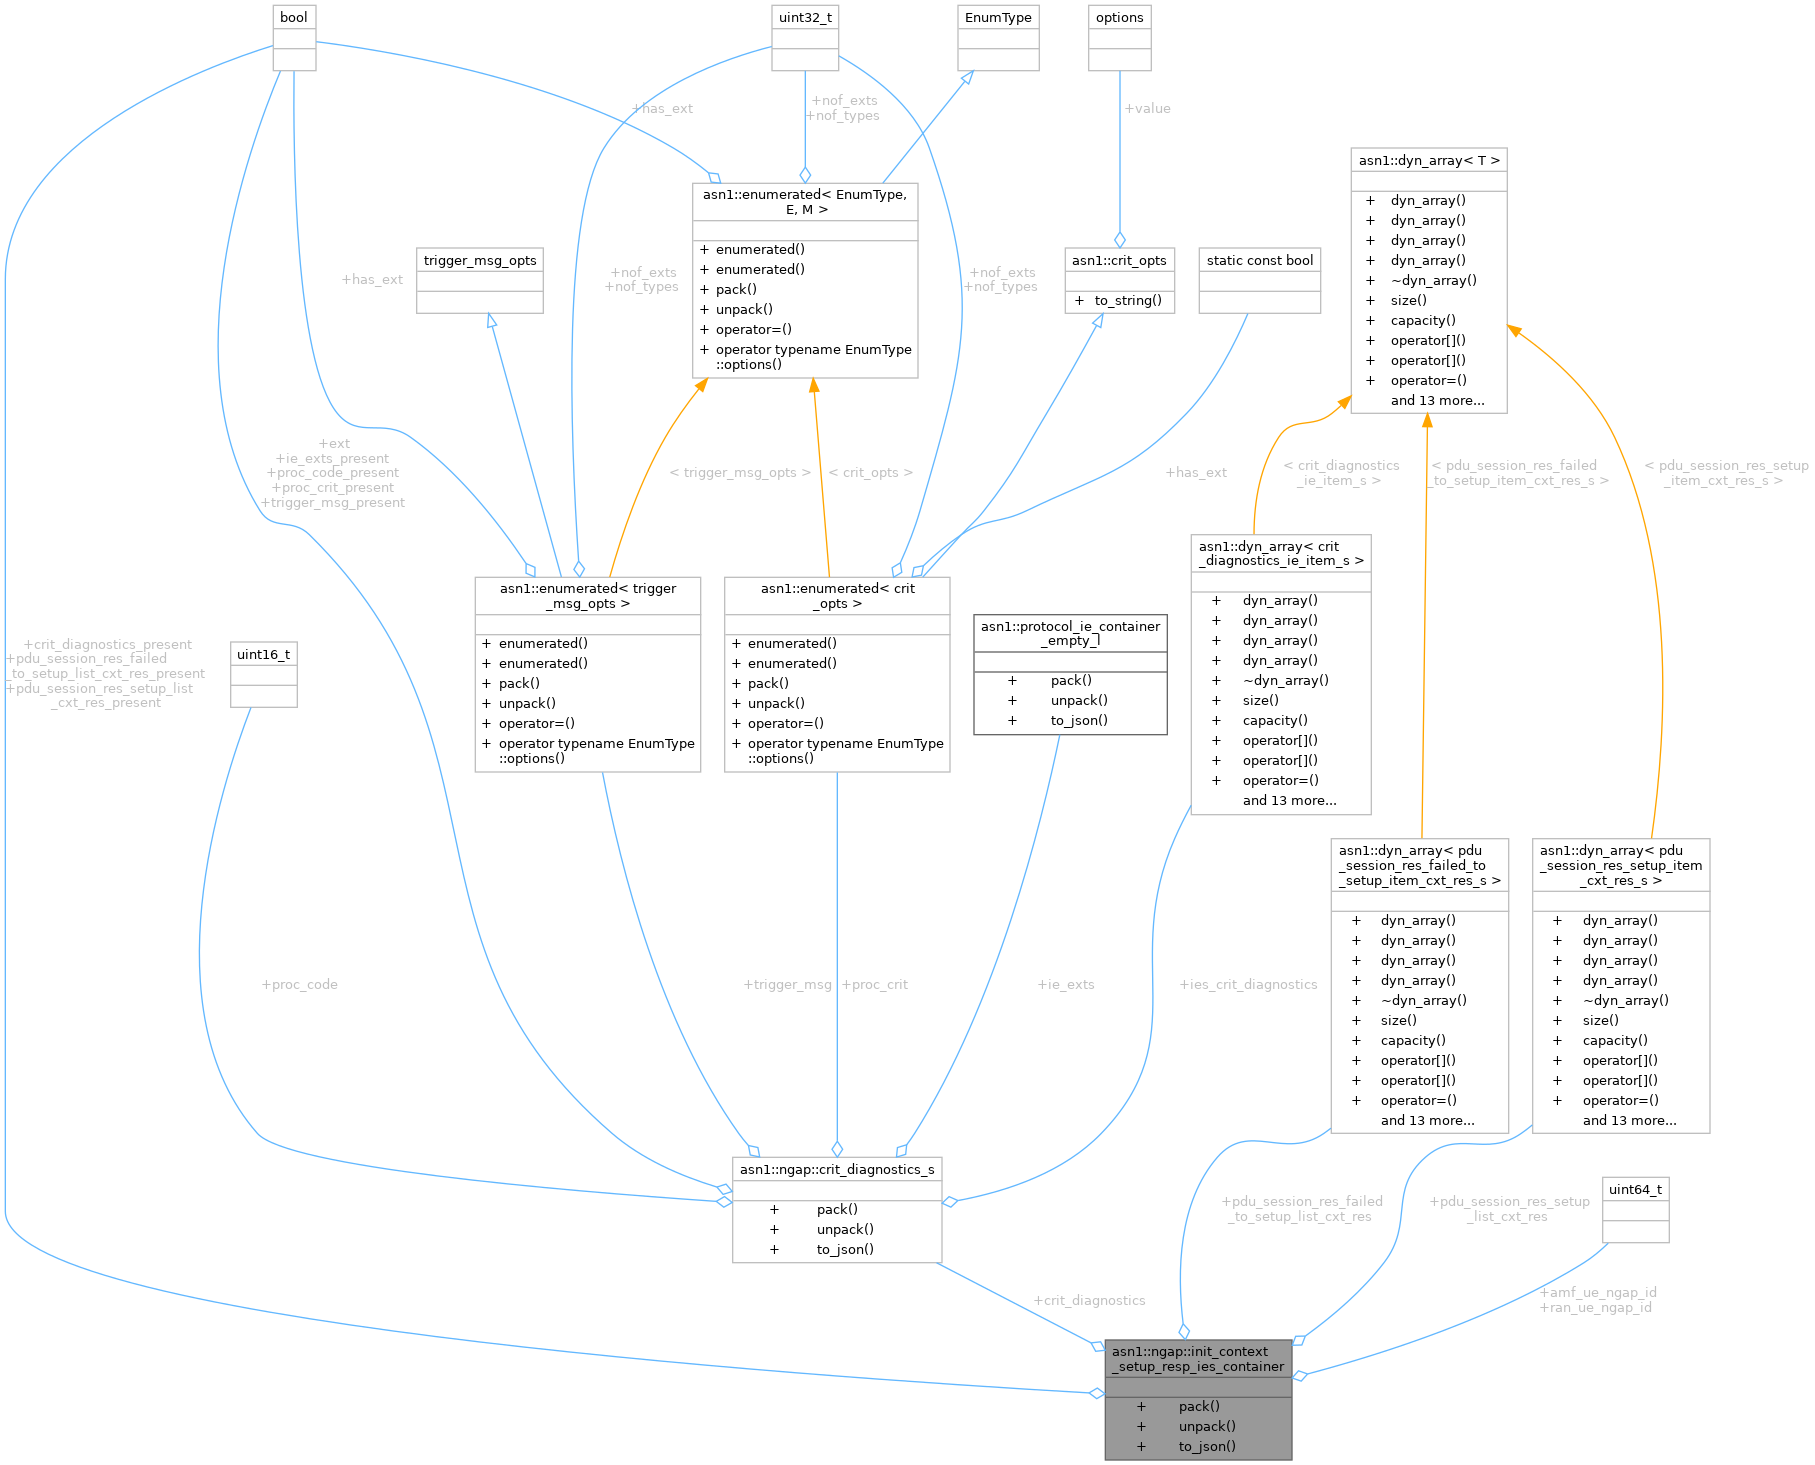 bool
uint32_t
EnumType
options
+has_ext
+nof_exts
+nof_types
+value
asn1::dyn_array< T >
+ dyn_array()
+ dyn_array()
+ dyn_array()
+ dyn_array()
+ ~dyn_array()
+ size()
+ capacity()
+ operator[]()
+ operator[]()
+ operator=()
and 13 more...
asn1::enumerated< EnumType,
E, M >
+ enumerated()
+ enumerated()
+ pack()
+ unpack()
+ operator=()
+ operator typename EnumType
::options()
trigger_msg_opts
asn1::crit_opts
+ to_string()
static const bool
+has_ext
+nof_exts
+nof_types
+nof_exts
+nof_types
+ext
+ie_exts_present
+proc_code_present
+proc_crit_present
+trigger_msg_present
< trigger_msg_opts >
< crit_opts >
+has_ext
< crit_diagnostics
_ie_item_s >
< pdu_session_res_failed
_to_setup_item_cxt_res_s >
< pdu_session_res_setup
_item_cxt_res_s >
asn1::enumerated< trigger
_msg_opts >
+ enumerated()
+ enumerated()
+ pack()
+ unpack()
+ operator=()
+ operator typename EnumType
::options()
asn1::enumerated< crit
_opts >
+ enumerated()
+ enumerated()
+ pack()
+ unpack()
+ operator=()
+ operator typename EnumType
::options()
asn1::protocol_ie_container
_empty_l
+ pack()
+ unpack()
+ to_json()
asn1::dyn_array< crit
_diagnostics_ie_item_s >
+ dyn_array()
+ dyn_array()
+ dyn_array()
+ dyn_array()
+ ~dyn_array()
+ size()
+ capacity()
+ operator[]()
+ operator[]()
+ operator=()
and 13 more...
+crit_diagnostics_present
+pdu_session_res_failed
_to_setup_list_cxt_res_present
+pdu_session_res_setup_list
_cxt_res_present
uint16_t
asn1::dyn_array< pdu
_session_res_failed_to
_setup_item_cxt_res_s >
+ dyn_array()
+ dyn_array()
+ dyn_array()
+ dyn_array()
+ ~dyn_array()
+ size()
+ capacity()
+ operator[]()
+ operator[]()
+ operator=()
and 13 more...
asn1::dyn_array< pdu
_session_res_setup_item
_cxt_res_s >
+ dyn_array()
+ dyn_array()
+ dyn_array()
+ dyn_array()
+ ~dyn_array()
+ size()
+ capacity()
+ operator[]()
+ operator[]()
+ operator=()
and 13 more...
+proc_code
+trigger_msg
+proc_crit
+ie_exts
+ies_crit_diagnostics
asn1::ngap::crit_diagnostics_s
+ pack()
+ unpack()
+ to_json()
+pdu_session_res_failed
_to_setup_list_cxt_res
+pdu_session_res_setup
_list_cxt_res
uint64_t
+crit_diagnostics
+amf_ue_ngap_id
+ran_ue_ngap_id
asn1::ngap::init_context
_setup_resp_ies_container
+ pack()
+ unpack()
+ to_json()